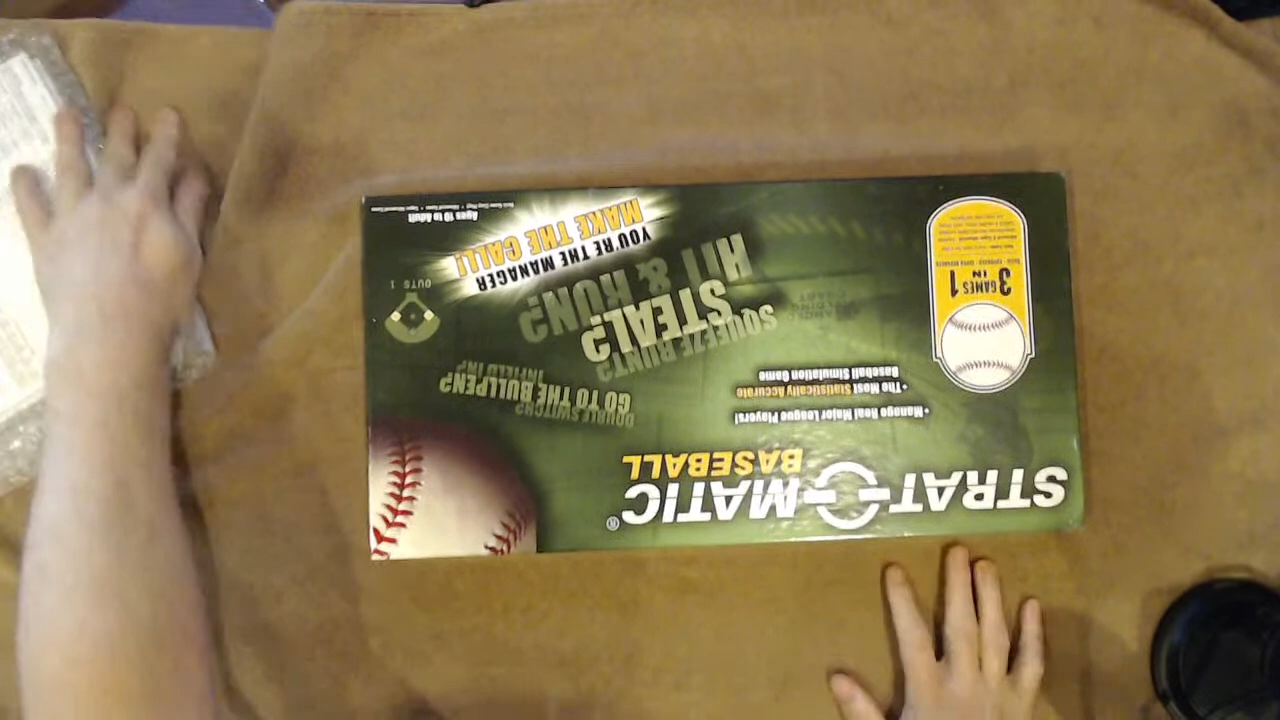 STRAT-O-MATIC®
BASEBALL
• Manage Real Major League Players!
• The Most Statistically Accurate
Baseball Simulation Game
DOUBLE SWITCH?
GO TO THE BULLPEN?
INFIELD IN?
SQUEEZE BUNT?
STEAL?
HIT & RUN?
OUTS 1
3 GAMES IN 1
YOU'RE THE MANAGER
MAKE THE CALL!
Ages 10 to Adult